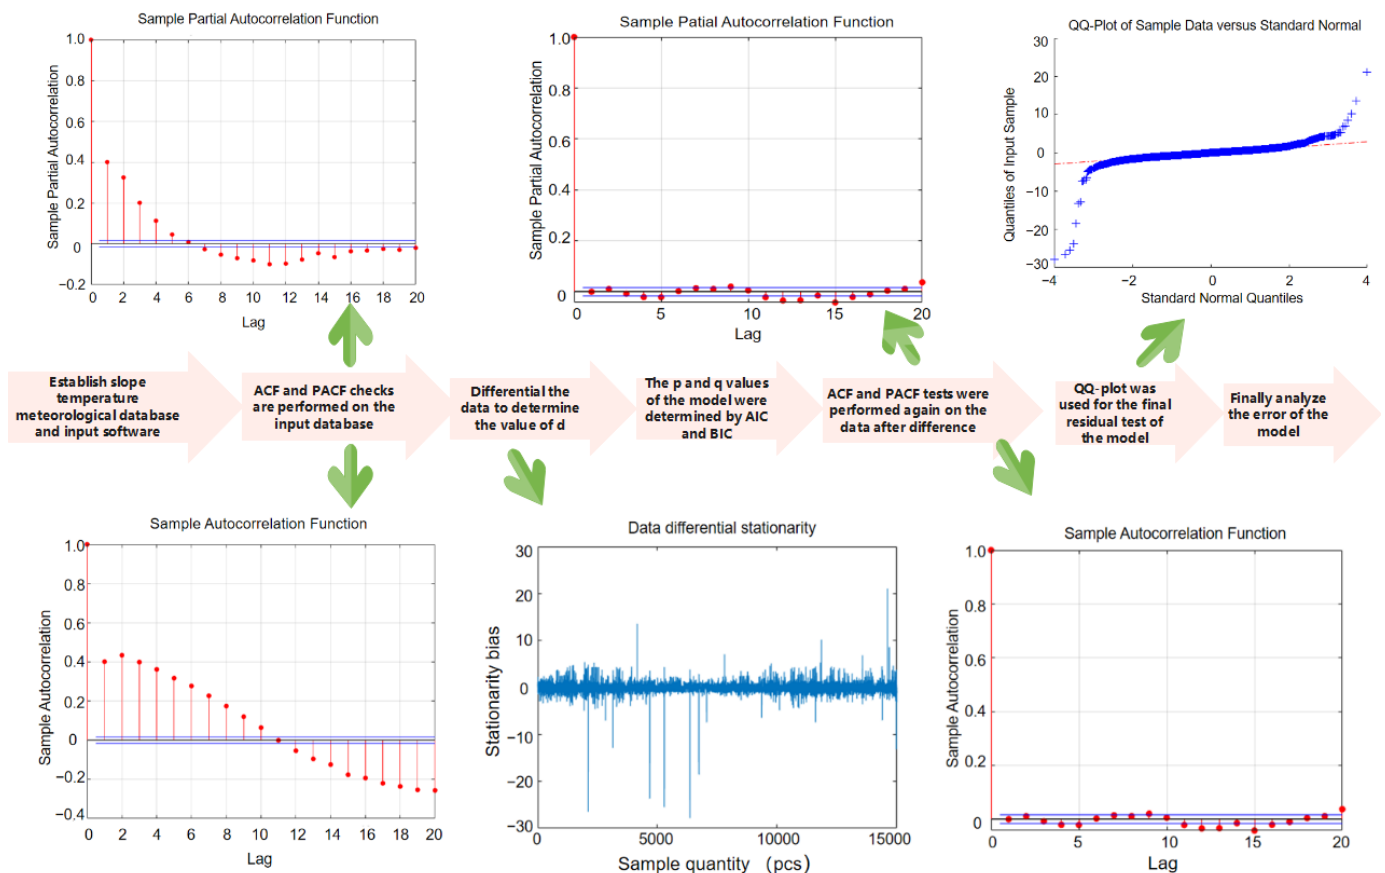 Sample Partial Autocorrelation Function
Sample Partial Autocorrelation
1.0
0.8
0.6
0.4
0.2
0
−0.2
0 2 4 6 8 10 12 14 16 18 20
Lag
Sample Patial Autocorrelation Function
Sample Partial Autocorrelation
1.0
0.8
0.6
0.4
0.2
0
0 5 10 15 20
Lag
QQ-Plot of Sample Data versus Standard Normal
Quantiles of Input Sample
30
20
10
0
−10
−20
−30
−4 −2 0 2 4
Standard Normal Quantiles
Establish slope
temperature
meteorological database
and input software
ACF and PACF checks
are performed on the
input database
Differential the
data to determine
the value of d
The p and q values
of the model were
determined by AIC
and BIC
ACF and PACF tests were
performed again on the
data after difference
QQ-plot was
used for the final
residual test of
the model
Finally analyze
the error of the
model
Sample Autocorrelation Function
Sample Autocorrelation
1.0
0.8
0.6
0.4
0.2
0
−0.2
−0.4
0 2 4 6 8 10 12 14 16 18 20
Lag
Data differential stationarity
Stationarity bias
30
20
10
0
−10
−20
−30
0 5000 10000 15000
Sample quantity （pcs）
Sample Autocorrelation Function
Sample Autocorrelation
1.0
0.8
0.6
0.4
0.2
0
0 5 10 15 20
Lag